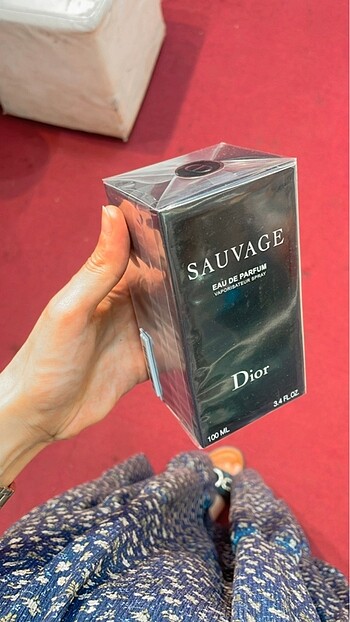 SAUVAGE
EAU DE PARFUM
VAPORISATEUR SPRAY
Dior
100 ML
3.4 FL.OZ.